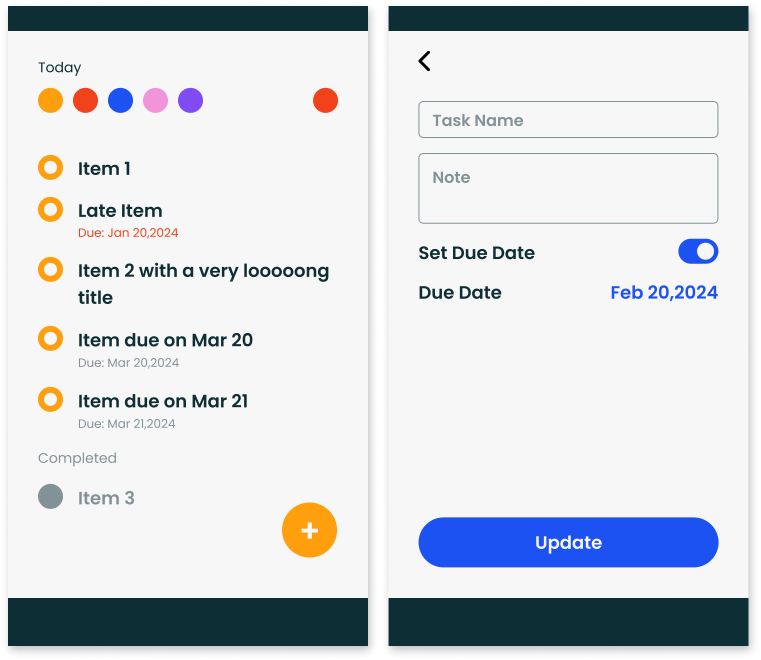 Today
Item 1
Late Item
Due: Jan 20,2024
Item 2 with a very looooong
title
Item due on Mar 20
Due: Mar 20,2024
Item due on Mar 21
Due: Mar 21,2024
Completed
Item 3
+
Task Name
Note
Set Due Date
Due Date
Feb 20,2024
Update